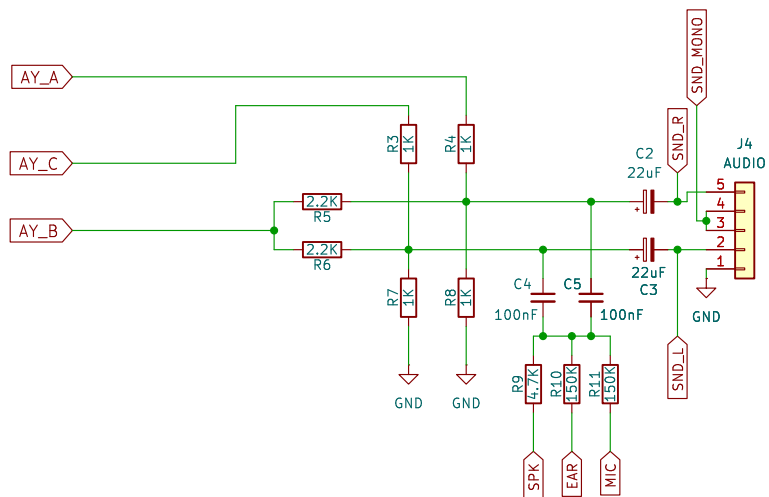 SND_MONO
AY_A
R3
1K
R4
1K
C2
22uF
SND_R
J4
AUDIO
AY_C
5
4
3
2
1
2.2K
R5
AY_B
2.2K
R6
22uF
C3
R7
1K
R8
1K
C4
100nF
C5
100nF
GND
SND_L
R9
4.7K
R10
150K
R11
150K
GND
GND
SPK
EAR
MIC